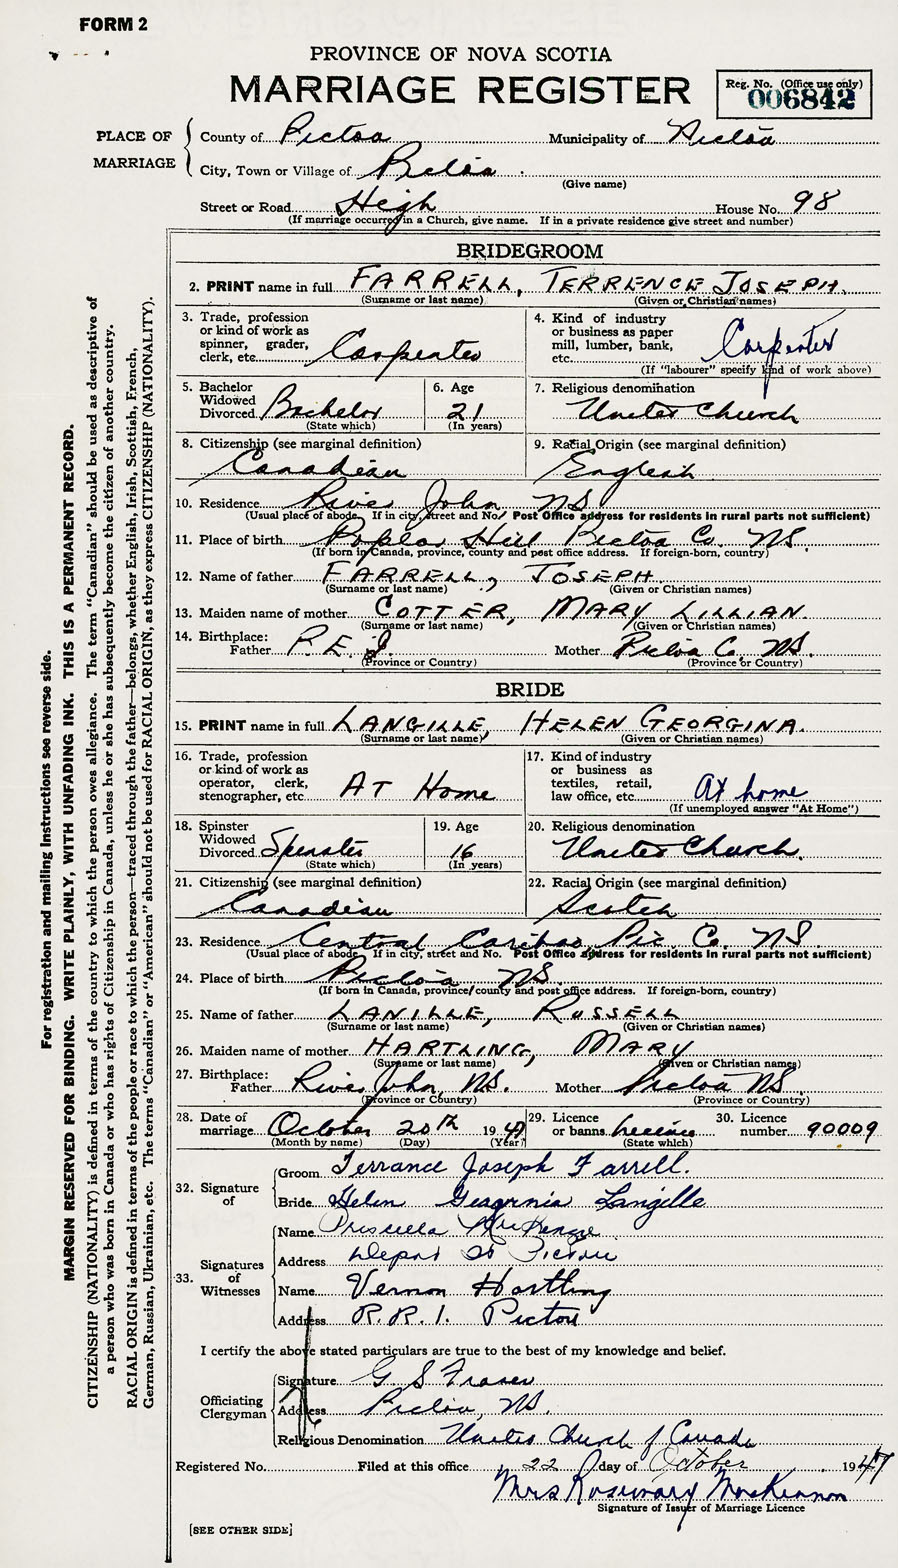 FORM 2
PROVINCE OF NOVA SCOTIA
MARRIAGE REGISTER
Reg. No. (Office use only)
006842
PLACE OF MARRIAGE
County of Pictou Municipality of Pictou
City, Town or Village of Pictou
(Give name)
Street or Road High House No. 98
(If marriage occurred in a Church, give name. If in a private residence give street and number)
BRIDEGROOM
2. PRINT name in full FARRELL, TERRENCE JOSEPH.
(Surname or last name) (Given or Christian names)
3. Trade, profession or kind of work as spinner, grader, clerk, etc. Carpenter
4. Kind of industry or business as paper mill, lumber, bank, etc. Carpenter
(If "labourer" specify kind of work above)
5. Bachelor Widowed Divorced Bachelor
(State which)
6. Age 21
(In years)
7. Religious denomination
United Church
8. Citizenship (see marginal definition)
Canadian
9. Racial Origin (see marginal definition)
English
10. Residence River John NS
(Usual place of abode. If in city, street and No. Post Office address for residents in rural parts not sufficient)
11. Place of birth Poplar Hill Pictou Co. NS.
(If born in Canada, province, county and post office address. If foreign-born, country)
12. Name of father FARRELL, JOSEPH.
(Surname or last name) (Given or Christian names)
13. Maiden name of mother COTTER, MARY LILLIAN.
(Surname or last name) (Given or Christian names)
14. Birthplace: Father P.E.I. Mother Pictou C. NS.
(Province or Country) (Province or Country)
BRIDE
15. PRINT name in full LANGILLE, HELEN GEORGINA.
(Surname or last name) (Given or Christian names)
16. Trade, profession or kind of work as operator, clerk, stenographer, etc. AT HOME
17. Kind of industry or business as textiles, retail, law office, etc. At home
(If unemployed answer "At Home")
18. Spinster Widowed Divorced Spinster
(State which)
19. Age 16
(In years)
20. Religious denomination
United Church.
21. Citizenship (see marginal definition)
Canadian
22. Racial Origin (see marginal definition)
Scotch
23. Residence Central Caribou Pic. Co. NS.
(Usual place of abode. If in city, street and No. Post Office address for residents in rural parts not sufficient)
24. Place of birth Pictou NS.
(If born in Canada, province/county and post office address. If foreign-born, country)
25. Name of father LANILLE, RUSSELL
(Surname or last name) (Given or Christian names)
26. Maiden name of mother HARTLING, MARY
(Surname or last name) (Given or Christian names)
27. Birthplace: Father River John, NS. Mother Pictou NS
(Province or Country) (Province or Country)
28. Date of marriage October 20th 1947
(Month by name) (Day) (Year)
29. Licence or banns licence
(State which)
30. Licence number 90009
32. Signature of
Groom Terrance Joseph Farrell.
Bride Helen Langille
33. Signatures of Witnesses
Name Priscilla MacKenzie
Address Depot St Pictou
Name Vernon Hartling
Address R.R.1. Pictou
I certify the above stated particulars are true to the best of my knowledge and belief.
Officiating Clergyman
Signature G S Fraser
Address Pictou, NS.
Religious Denomination United Church of Canada
Registered No. Filed at this office 22 day of October 1947
Mrs Rosemary MacKinnon
Signature of Issuer of Marriage Licence
[SEE OTHER SIDE]
For registration and mailing instructions see reverse side.
MARGIN RESERVED FOR BINDING. WRITE PLAINLY, WITH UNFADING INK. THIS IS A PERMANENT RECORD.
CITIZENSHIP (NATIONALITY) is defined in terms of the country to which the person owes allegiance. The term "Canadian" should be used as descriptive of
a person who was born in Canada or who has rights of Citizenship in Canada, unless he or she has subsequently become the citizen of another country.
RACIAL ORIGIN is defined in terms of the people or race to which the person—traced through the father—belongs, whether English, Irish, Scottish, French,
German, Russian, Ukrainian, etc. The terms "Canadian" or "American" should not be used for RACIAL ORIGIN, as they express CITIZENSHIP (NATIONALITY).